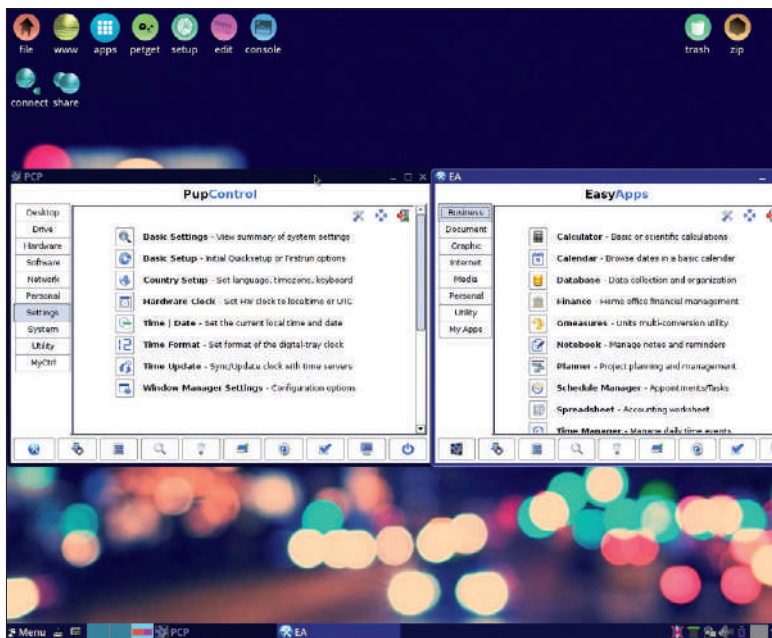 file www apps petget setup edit console trash zip
connect share
PCP EA
PupControl
Desktop
Drive
Hardware
Software
Network
Personal
Settings
System
Utility
MyCtrl
Basic Settings - View summary of system settings
Basic Setup - Initial Quicksetup or Firstrun options
Country Setup - Set language, timezone, keyboard
Hardware Clock - Set HW clock to localtime or UTC
Time | Date - Set the current local time and date
Time Format - Set format of the digital-tray clock
Time Update - Sync/Update clock with time servers
Window Manager Settings - Configuration options
EasyApps
Business
Document
Graphic
Internet
Media
Personal
Utility
My Apps
Calculator - Basic or scientific calculations
Calendar - Browse dates in a basic calendar
Database - Data collection and organization
Finance - Home office financial management
Gmeasures - Units multi-conversion utility
Notebook - Manage notes and reminders
Planner - Project planning and management
Schedule Manager - Appointments/Tasks
Spreadsheet - Accounting worksheet
Time Manager - Manage daily time events
Menu PCP EA